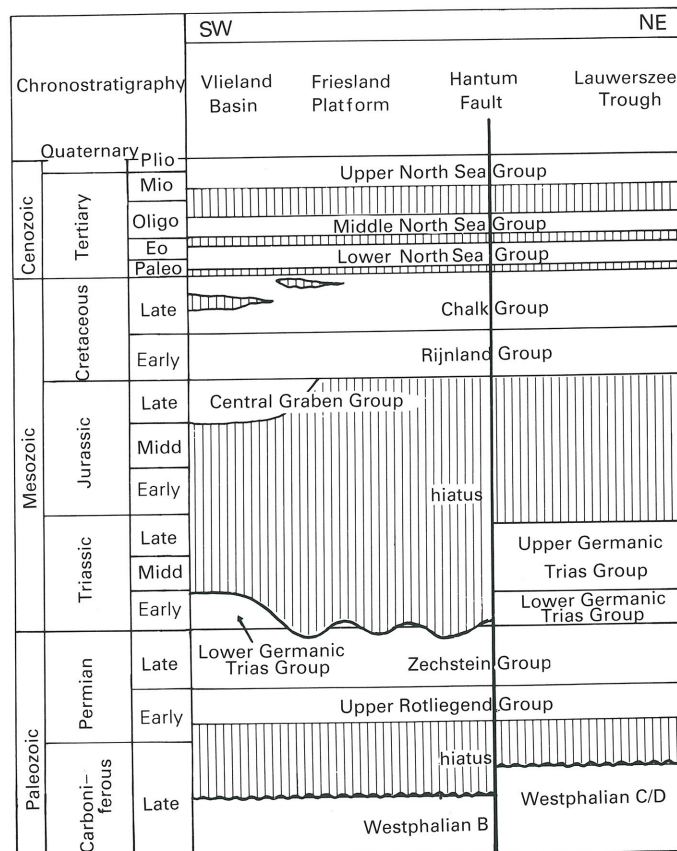 SW
NE
Chronostratigraphy
Vlieland
Basin
Friesland
Platform
Hantum
Fault
Lauwerszee
Trough
Quaternary
Cenozoic
Tertiary
Plio
Mio
Oligo
Eo
Paleo
Upper North Sea Group
Middle North Sea Group
Lower North Sea Group
Mesozoic
Cretaceous
Late
Chalk Group
Early
Rijnland Group
Jurassic
Late
Central Graben Group
Midd
Early
hiatus
Triassic
Late
Midd
Early
Upper Germanic
Trias Group
Lower Germanic
Trias Group
Lower Germanic
Trias Group
Paleozoic
Permian
Late
Zechstein Group
Early
Upper Rotliegend Group
hiatus
Carboni-
ferous
Late
Westphalian B
Westphalian C/D